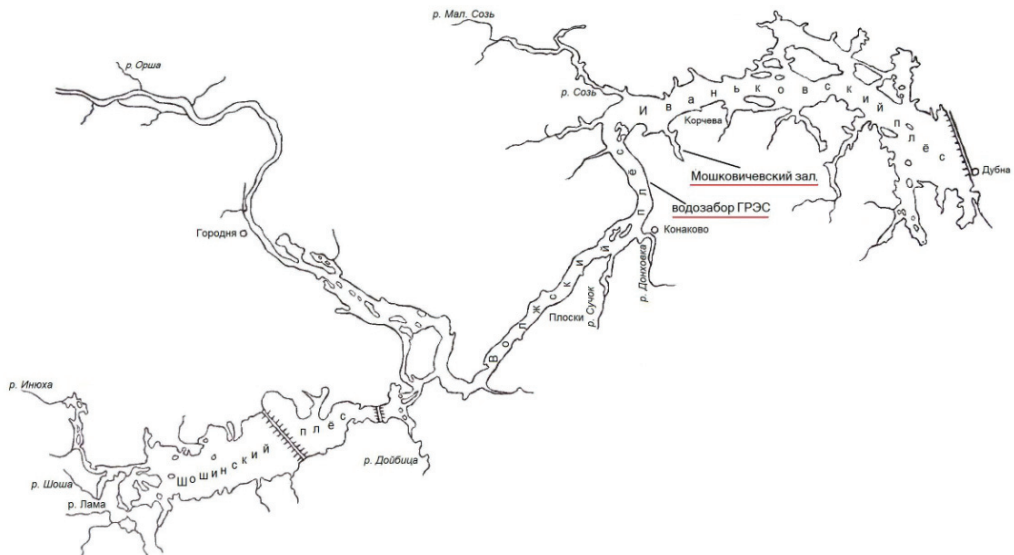 р. Мал. Созь
р. Орша
р. Созь
Иваньковский плёс
Корчева
Мошковичевский зал.
Дубна
водозабор ГРЭС
Городня
Конаково
Волжский плёс
р. Донховка
р. Сучок
Плоски
р. Инюха
Шошинский плёс
р. Дойбица
р. Шоша
р. Лама